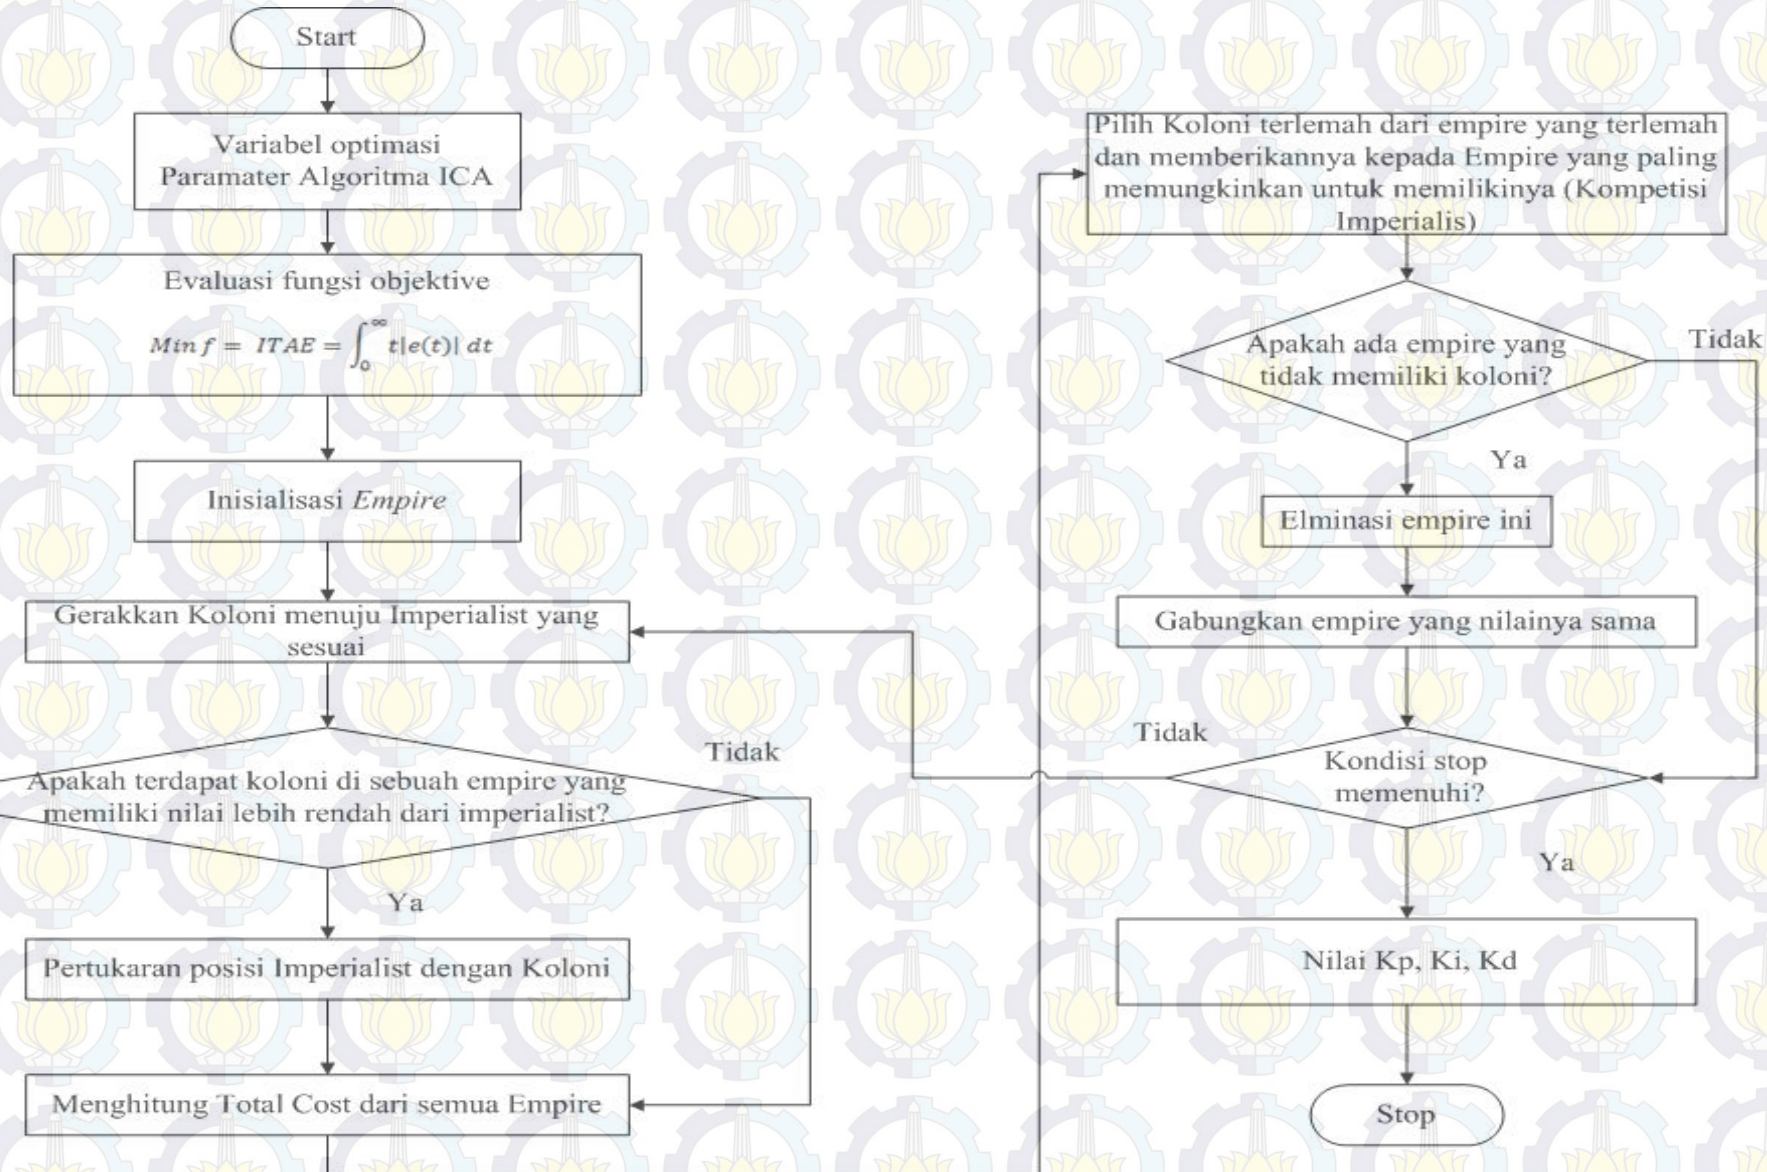 Start
Variabel optimasi
Paramater Algoritma ICA
Evaluasi fungsi objektive
Min f = ITAE = ∫₀^∞ t|e(t)| dt
Inisialisasi Empire
Gerakkan Koloni menuju Imperialist yang
sesuai
Apakah terdapat koloni di sebuah empire yang
memiliki nilai lebih rendah dari imperialist?
Tidak
Ya
Pertukaran posisi Imperialist dengan Koloni
Menghitung Total Cost dari semua Empire
Pilih Koloni terlemah dari empire yang terlemah
dan memberikannya kepada Empire yang paling
memungkinkan untuk memilikinya (Kompetisi
Imperialis)
Apakah ada empire yang
tidak memiliki koloni?
Tidak
Ya
Elminasi empire ini
Gabungkan empire yang nilainya sama
Tidak
Kondisi stop
memenuhi?
Ya
Nilai Kp, Ki, Kd
Stop